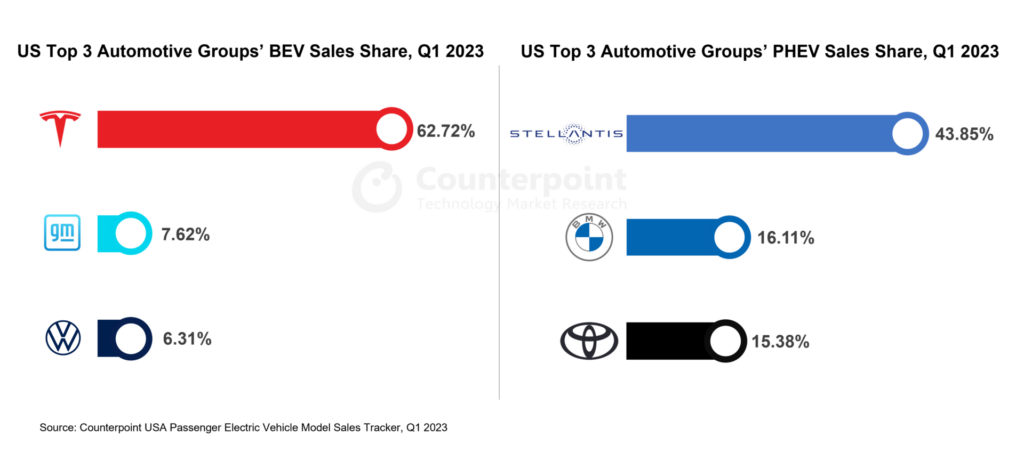 US Top 3 Automotive Groups’ BEV Sales Share, Q1 2023
62.72%
gm
7.62%
6.31%
US Top 3 Automotive Groups’ PHEV Sales Share, Q1 2023
STELLANTIS
43.85%
BMW
16.11%
15.38%
Counterpoint
Technology Market Research
Source: Counterpoint USA Passenger Electric Vehicle Model Sales Tracker, Q1 2023